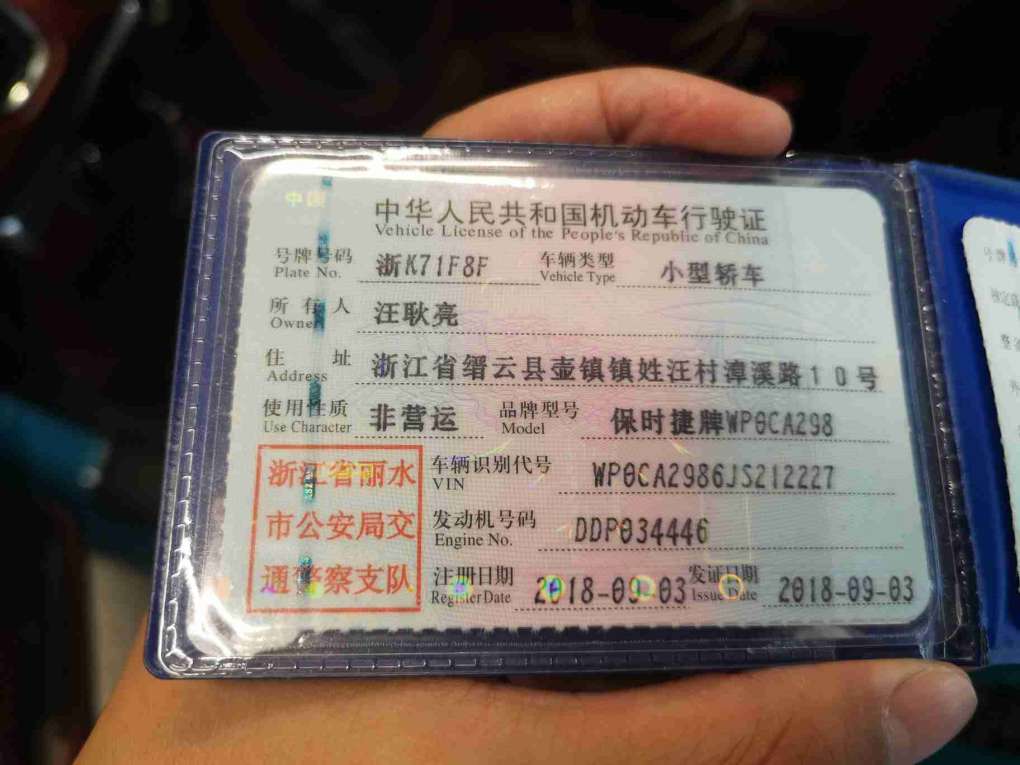 中国
中华人民共和国机动车行驶证
Vehicle License of the People's Republic of China
号牌号码 浙K71F8F 车辆类型 小型轿车
Plate No. Vehicle Type
所有人 汪耿亮
Owner
住址 浙江省缙云县壶镇镇姓汪村漳溪路10号
Address
使用性质 非营运 品牌型号 保时捷牌WP0CA298
Use Character Model
浙江省丽水
市公安局交
通警察支队
车辆识别代号 WP0CA2986JS212227
VIN
发动机号码 DDP034446
Engine No.
注册日期 2018-09-03 发证日期 2018-09-03
Register Date Issue Date
号牌